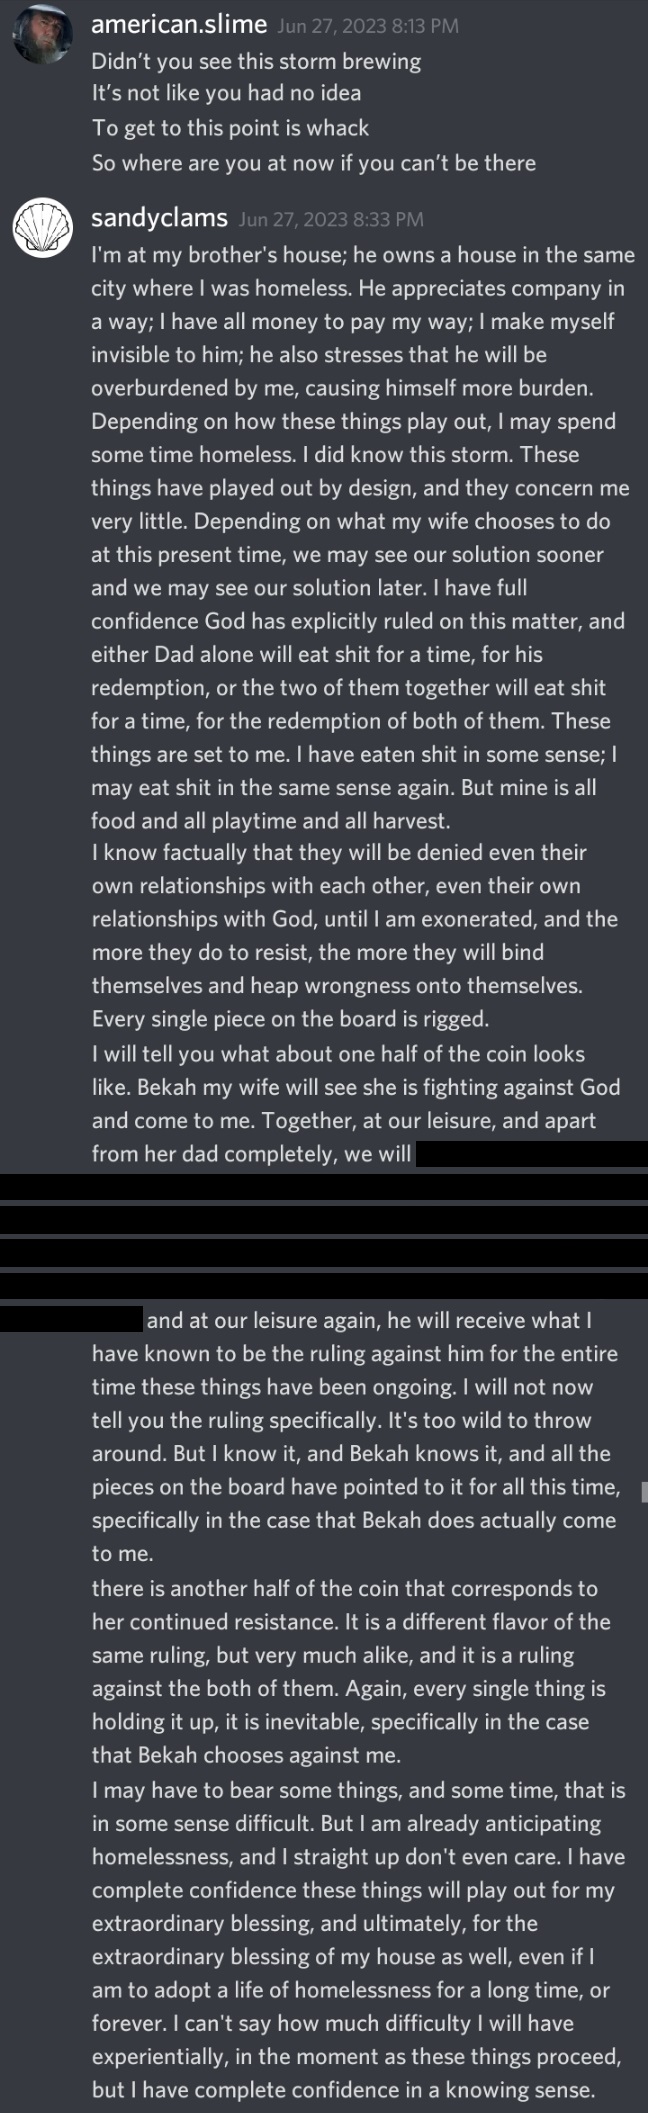 american.slime Jun 27, 2023 8:13 PM
Didn't you see this storm brewing
It's not like you had no idea
To get to this point is whack
So where are you at now if you can't be there
sandyclams Jun 27, 2023 8:33 PM
I'm at my brother's house; he owns a house in the same
city where I was homeless. He appreciates company in
a way; I have all money to pay my way; I make myself
invisible to him; he also stresses that he will be
overburdened by me, causing himself more burden.
Depending on how these things play out, I may spend
some time homeless. I did know this storm. These
things have played out by design, and they concern me
very little. Depending on what my wife chooses to do
at this present time, we may see our solution sooner
and we may see our solution later. I have full
confidence God has explicitly ruled on this matter, and
either Dad alone will eat shit for a time, for his
redemption, or the two of them together will eat shit
for a time, for the redemption of both of them. These
things are set to me. I have eaten shit in some sense; I
may eat shit in the same sense again. But mine is all
food and all playtime and all harvest.
I know factually that they will be denied even their
own relationships with each other, even their own
relationships with God, until I am exonerated, and the
more they do to resist, the more they will bind
themselves and heap wrongness onto themselves.
Every single piece on the board is rigged.
I will tell you what about one half of the coin looks
like. Bekah my wife will see she is fighting against God
and come to me. Together, at our leisure, and apart
from her dad completely, we will
and at our leisure again, he will receive what I
have known to be the ruling against him for the entire
time these things have been ongoing. I will not now
tell you the ruling specifically. It's too wild to throw
around. But I know it, and Bekah knows it, and all the
pieces on the board have pointed to it for all this time,
specifically in the case that Bekah does actually come
to me.
there is another half of the coin that corresponds to
her continued resistance. It is a different flavor of the
same ruling, but very much alike, and it is a ruling
against the both of them. Again, every single thing is
holding it up, it is inevitable, specifically in the case
that Bekah chooses against me.
I may have to bear some things, and some time, that is
in some sense difficult. But I am already anticipating
homelessness, and I straight up don't even care. I have
complete confidence these things will play out for my
extraordinary blessing, and ultimately, for the
extraordinary blessing of my house as well, even if I
am to adopt a life of homelessness for a long time, or
forever. I can't say how much difficulty I will have
experientially, in the moment as these things proceed,
but I have complete confidence in a knowing sense.